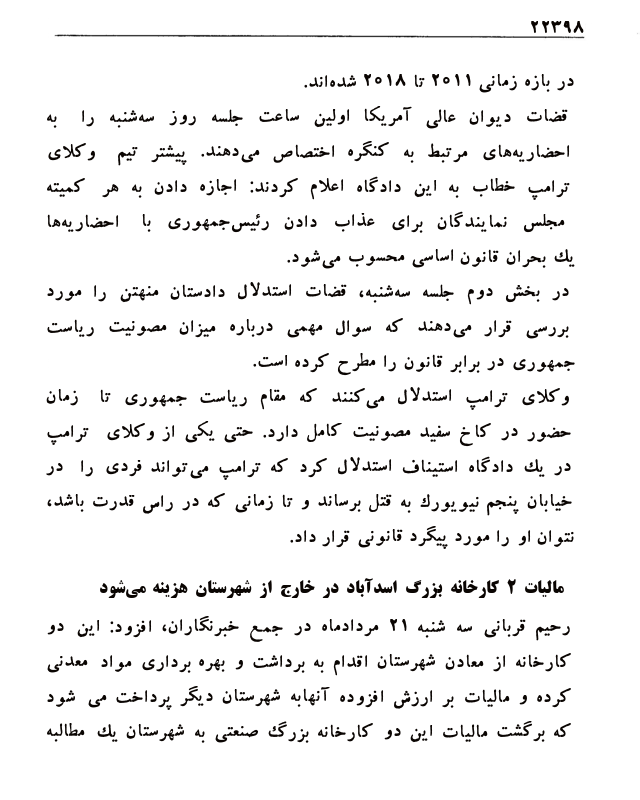 ۲۲۳۹۸
در بازه زمانی ۲۰۱۱ تا ۲۰۱۸ شده‌اند.
قضات دیوان عالی آمریکا اولین ساعت جلسه روز سه‌شنبه را به
احضاریه‌های مرتبط به کنگره اختصاص می‌دهند. پیشتر تیم وکلای
ترامپ خطاب به این دادگاه اعلام کردند: اجازه دادن به هر کمیته
مجلس نمایندگان برای عذاب دادن رئیس‌جمهوری با احضاریه‌ها
یك بحران قانون اساسی محسوب می‌شود.
در بخش دوم جلسه سه‌شنبه، قضات استدلال دادستان منهتن را مورد
بررسی قرار می‌دهند که سوال مهمی درباره میزان مصونیت ریاست
جمهوری در برابر قانون را مطرح کرده است.
وکلای ترامپ استدلال می‌کنند که مقام ریاست جمهوری تا زمان
حضور در کاخ سفید مصونیت کامل دارد. حتی یکی از وکلای ترامپ
در یك دادگاه استیناف استدلال کرد که ترامپ می‌تواند فردی را در
خیابان پنجم نیویورك به قتل برساند و تا زمانی که در راس قدرت باشد،
نتوان او را مورد پیگرد قانونی قرار داد.
مالیات ۲ کارخانه بزرگ اسدآباد در خارج از شهرستان هزینه می‌شود
رحیم قربانی سه شنبه ۲۱ مردادماه در جمع خبرنگاران، افزود: این دو
کارخانه از معادن شهرستان اقدام به برداشت و بهره برداری مواد معدنی
کرده و مالیات بر ارزش افزوده آنهابه شهرستان دیگر پرداخت می شود
که برگشت مالیات این دو کارخانه بزرگ صنعتی به شهرستان یك مطالبه